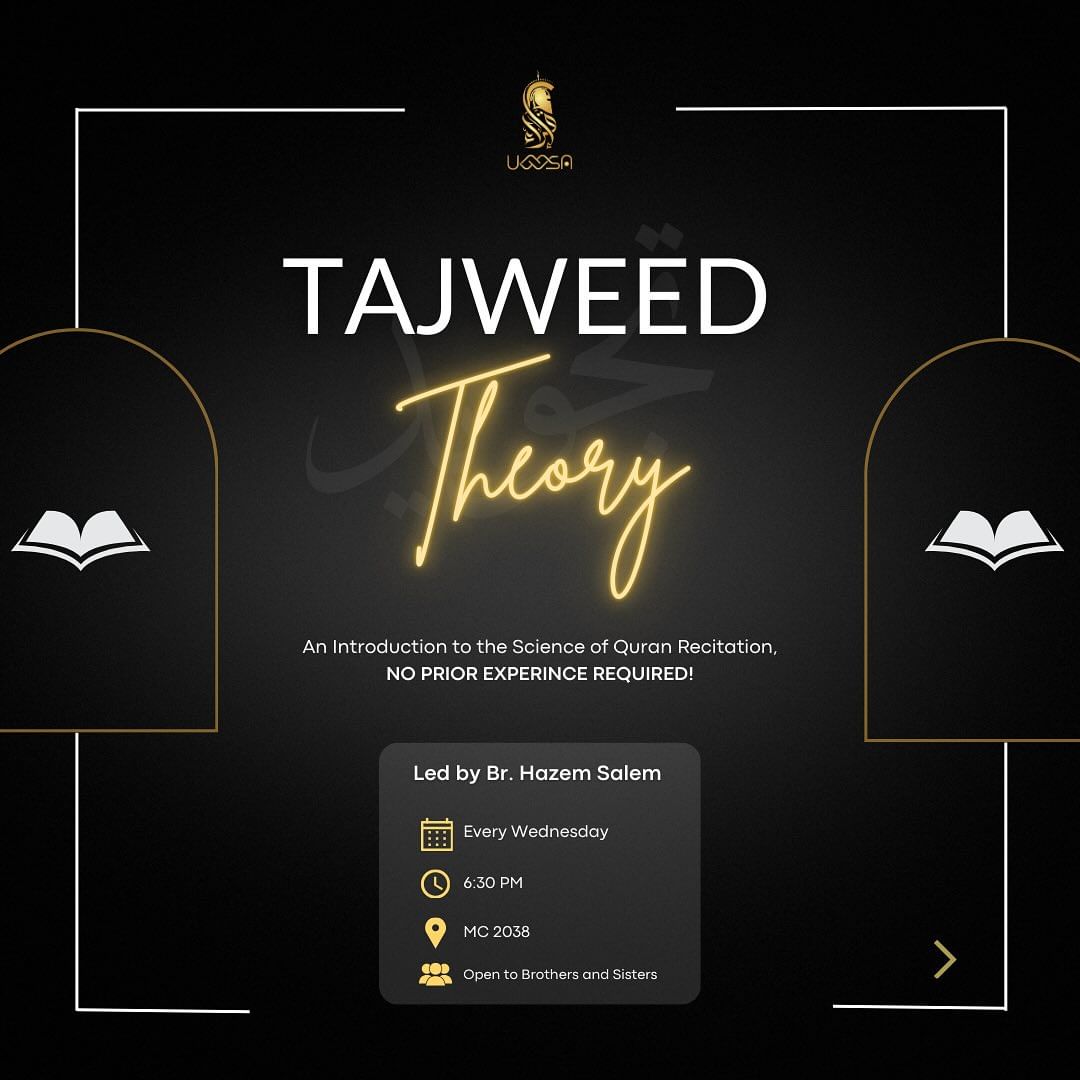 TAJWEED
تجويد
Theory
An Introduction to the Science of Quran Recitation,
NO PRIOR EXPERINCE REQUIRED!
Led by Br. Hazem Salem
Every Wednesday
6:30 PM
MC 2038
Open to Brothers and Sisters